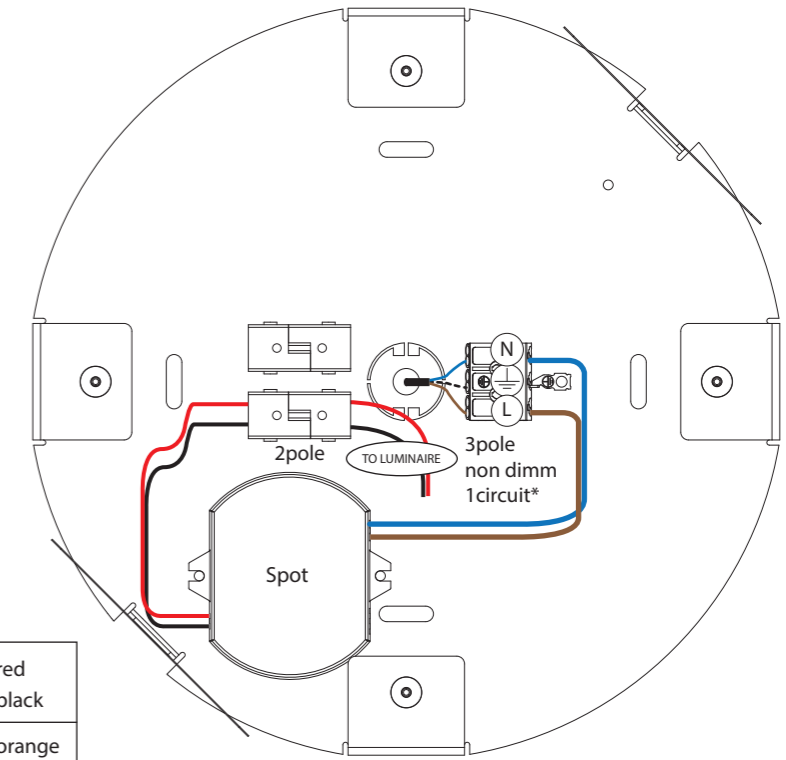 N
L
2pole
TO LUMINAIRE
3pole
non dimm
1circuit*
Spot
red
black
orange